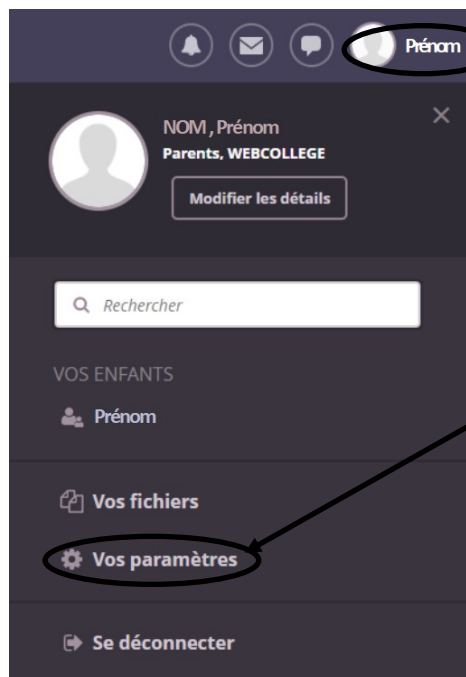 Prénom
NOM, Prénom
Parents, WEBCOLLEGE
Modifier les détails
Rechercher
VOS ENFANTS
Prénom
Vos fichiers
Vos paramètres
Se déconnecter